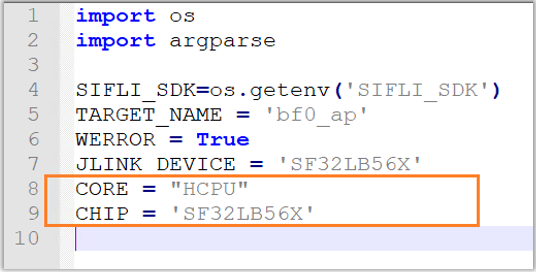 1 import os
2 import argparse
3
4 SIFLI_SDK=os.getenv('SIFLI_SDK')
5 TARGET_NAME = 'bf0_ap'
6 WERROR = True
7 JLINK_DEVICE = 'SF32LB56X'
8 CORE = "HCPU"
9 CHIP = 'SF32LB56X'
10